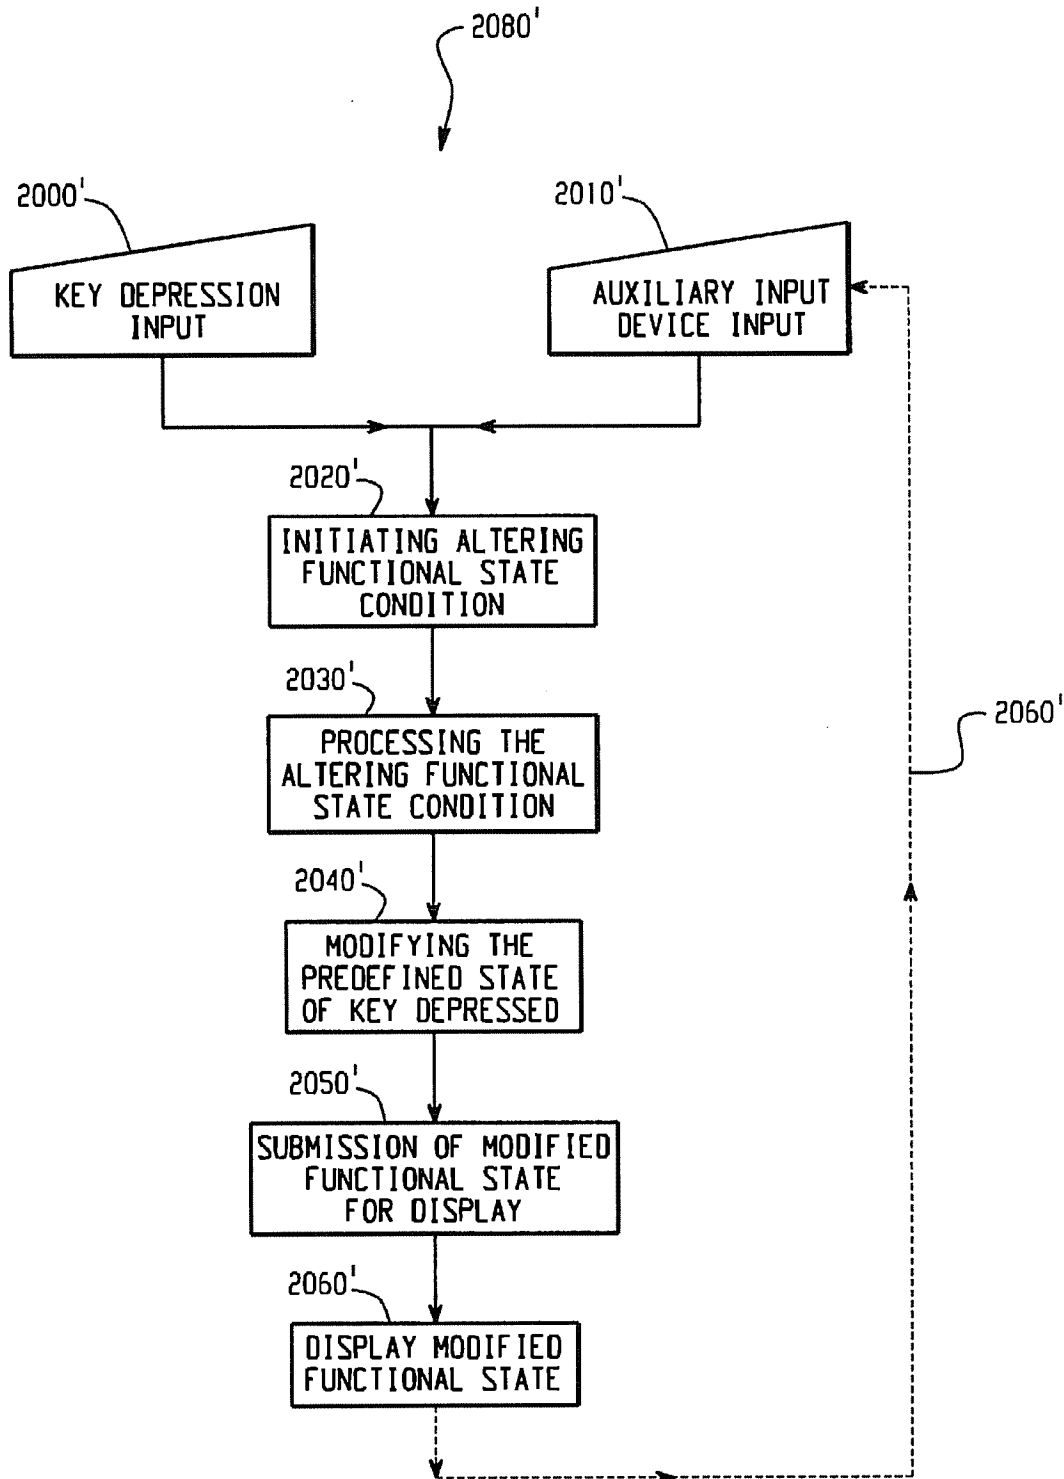 2080'
2000'
2010'
KEY DEPRESSION
INPUT
AUXILIARY INPUT
DEVICE INPUT
2020'
INITIATING ALTERING
FUNCTIONAL STATE
CONDITION
2030'
PROCESSING THE
ALTERING FUNCTIONAL
STATE CONDITION
2060'
2040'
MODIFYING THE
PREDEFINED STATE
OF KEY DEPRESSED
2050'
SUBMISSION OF MODIFIED
FUNCTIONAL STATE
FOR DISPLAY
2060'
DISPLAY MODIFIED
FUNCTIONAL STATE